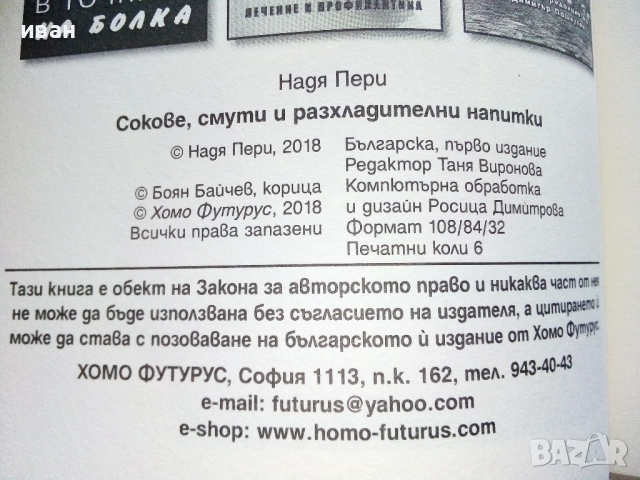 иван
НА БОЛКА
ЛЕЧЕНИЕ И ПРОФИЛАКТИКА
Надя Пери
Сокове, смути и разхладителни напитки
© Надя Пери, 2018
© Боян Байчев, корица
© Хомо Футурус, 2018
Всички права запазени
Българска, първо издание
Редактор Таня Виронова
Компютърна обработка
и дизайн Росица Димитрова
Формат 108/84/32
Печатни коли 6
Тази книга е обект на Закона за авторското право и никаква част от нея
не може да бъде използвана без съгласието на издателя, а цитирането ѝ
може да става с позоваване на българското ѝ издание от Хомо Футурус.
ХОМО ФУТУРУС, София 1113, п.к. 162, тел. 943-40-43
e-mail: futurus@yahoo.com
e-shop: www.homo-futurus.com
BAZAR